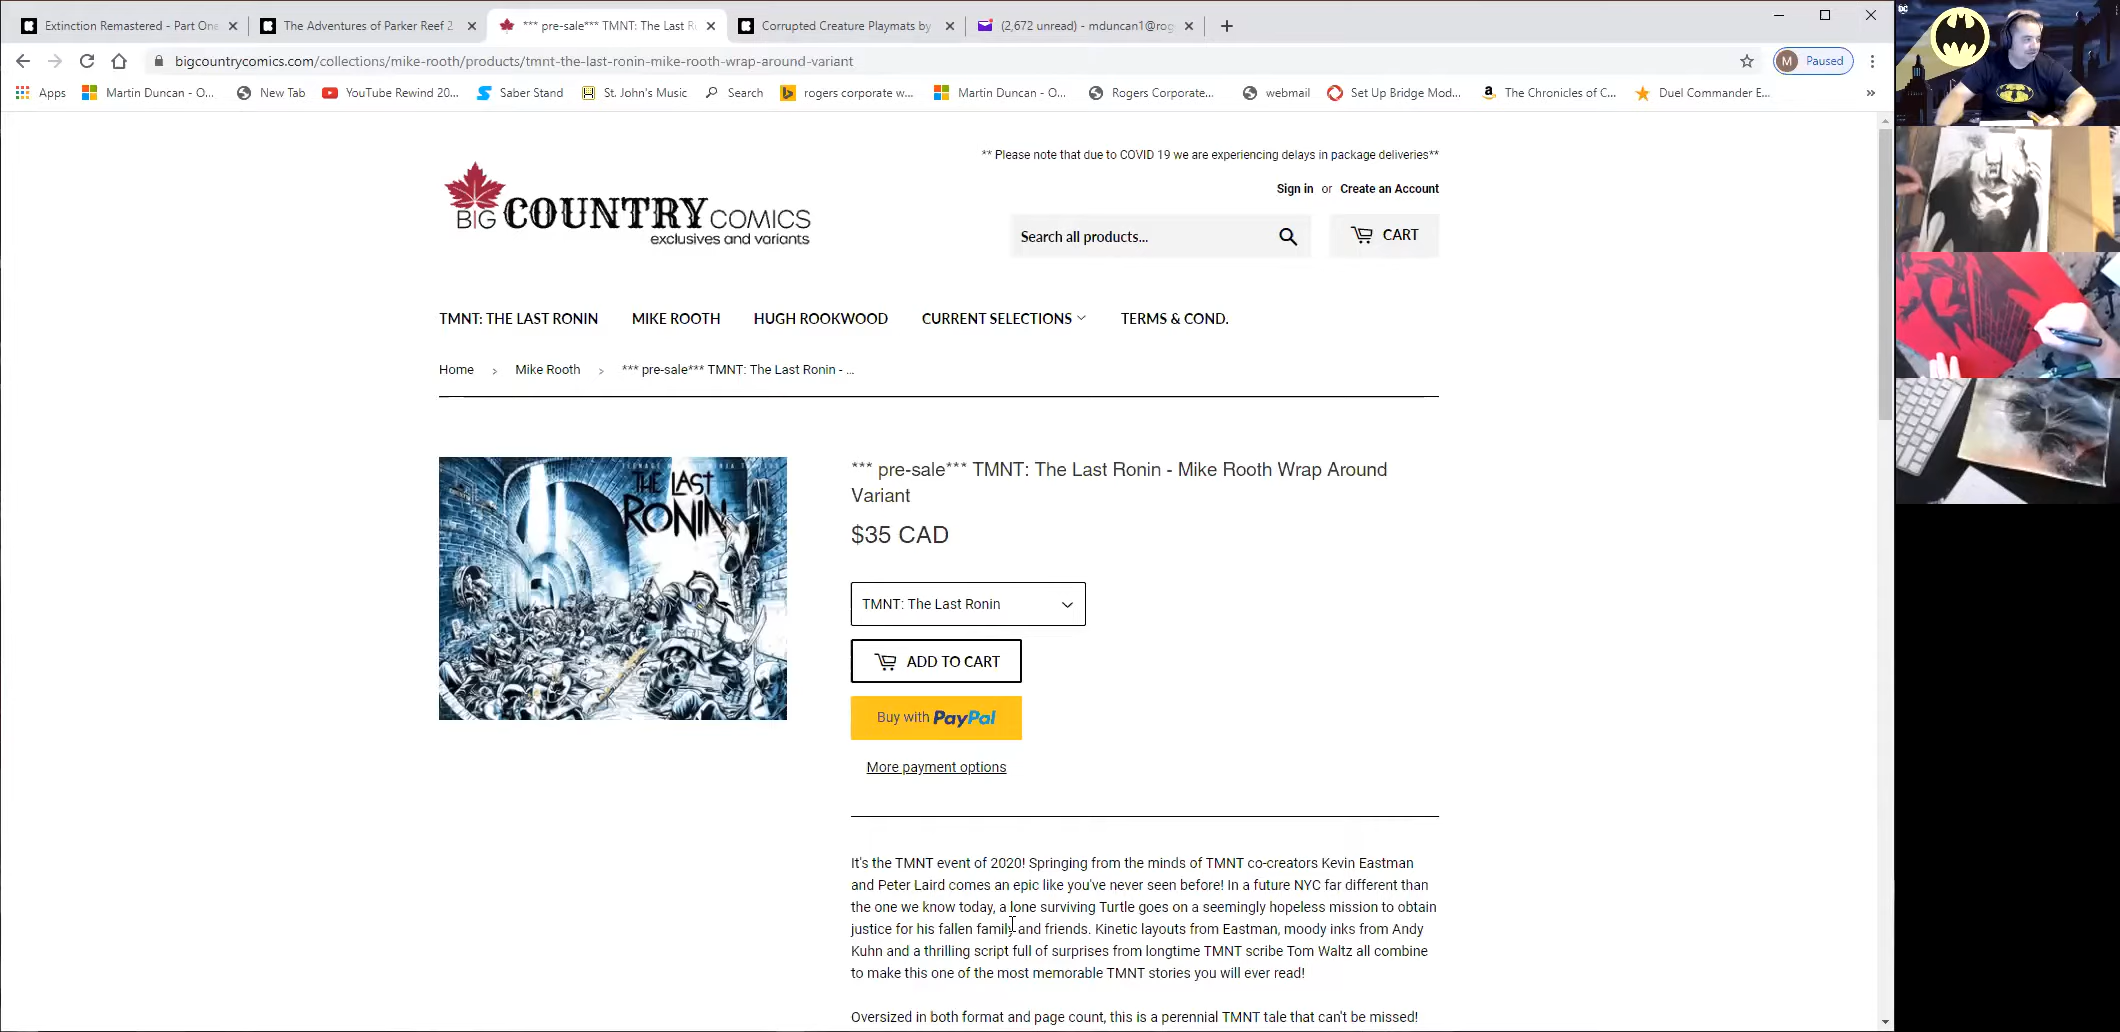 Extinction Remastered - Part One
The Adventures of Parker Reef 2
*** pre-sale*** TMNT: The Last R
Corrupted Creature Playmats by
(2,672 unread) - mduncan1@rog
bigcountrycomics.com/collections/mike-rooth/products/tmnt-the-last-ronin-mike-rooth-wrap-around-variant
M Paused
Apps Martin Duncan - O... New Tab YouTube Rewind 20... Saber Stand St. John's Music Search rogers corporate w... Martin Duncan - O... Rogers Corporate... webmail Set Up Bridge Mod... The Chronicles of C... Duel Commander E... »
DC
** Please note that due to COVID 19 we are experiencing delays in package deliveries**
Sign in or Create an Account
BIG COUNTRY COMICS
exclusives and variants
Search all products...
CART
TMNT: THE LAST RONIN MIKE ROOTH HUGH ROOKWOOD CURRENT SELECTIONS TERMS & COND.
Home › Mike Rooth › *** pre-sale*** TMNT: The Last Ronin - ...
THE LAST
RONIN
*** pre-sale*** TMNT: The Last Ronin - Mike Rooth Wrap Around
Variant
$35 CAD
TMNT: The Last Ronin
ADD TO CART
Buy with PayPal
More payment options
It's the TMNT event of 2020! Springing from the minds of TMNT co-creators Kevin Eastman
and Peter Laird comes an epic like you've never seen before! In a future NYC far different than
the one we know today, a lone surviving Turtle goes on a seemingly hopeless mission to obtain
justice for his fallen family and friends. Kinetic layouts from Eastman, moody inks from Andy
Kuhn and a thrilling script full of surprises from longtime TMNT scribe Tom Waltz all combine
to make this one of the most memorable TMNT stories you will ever read!
Oversized in both format and page count, this is a perennial TMNT tale that can't be missed!